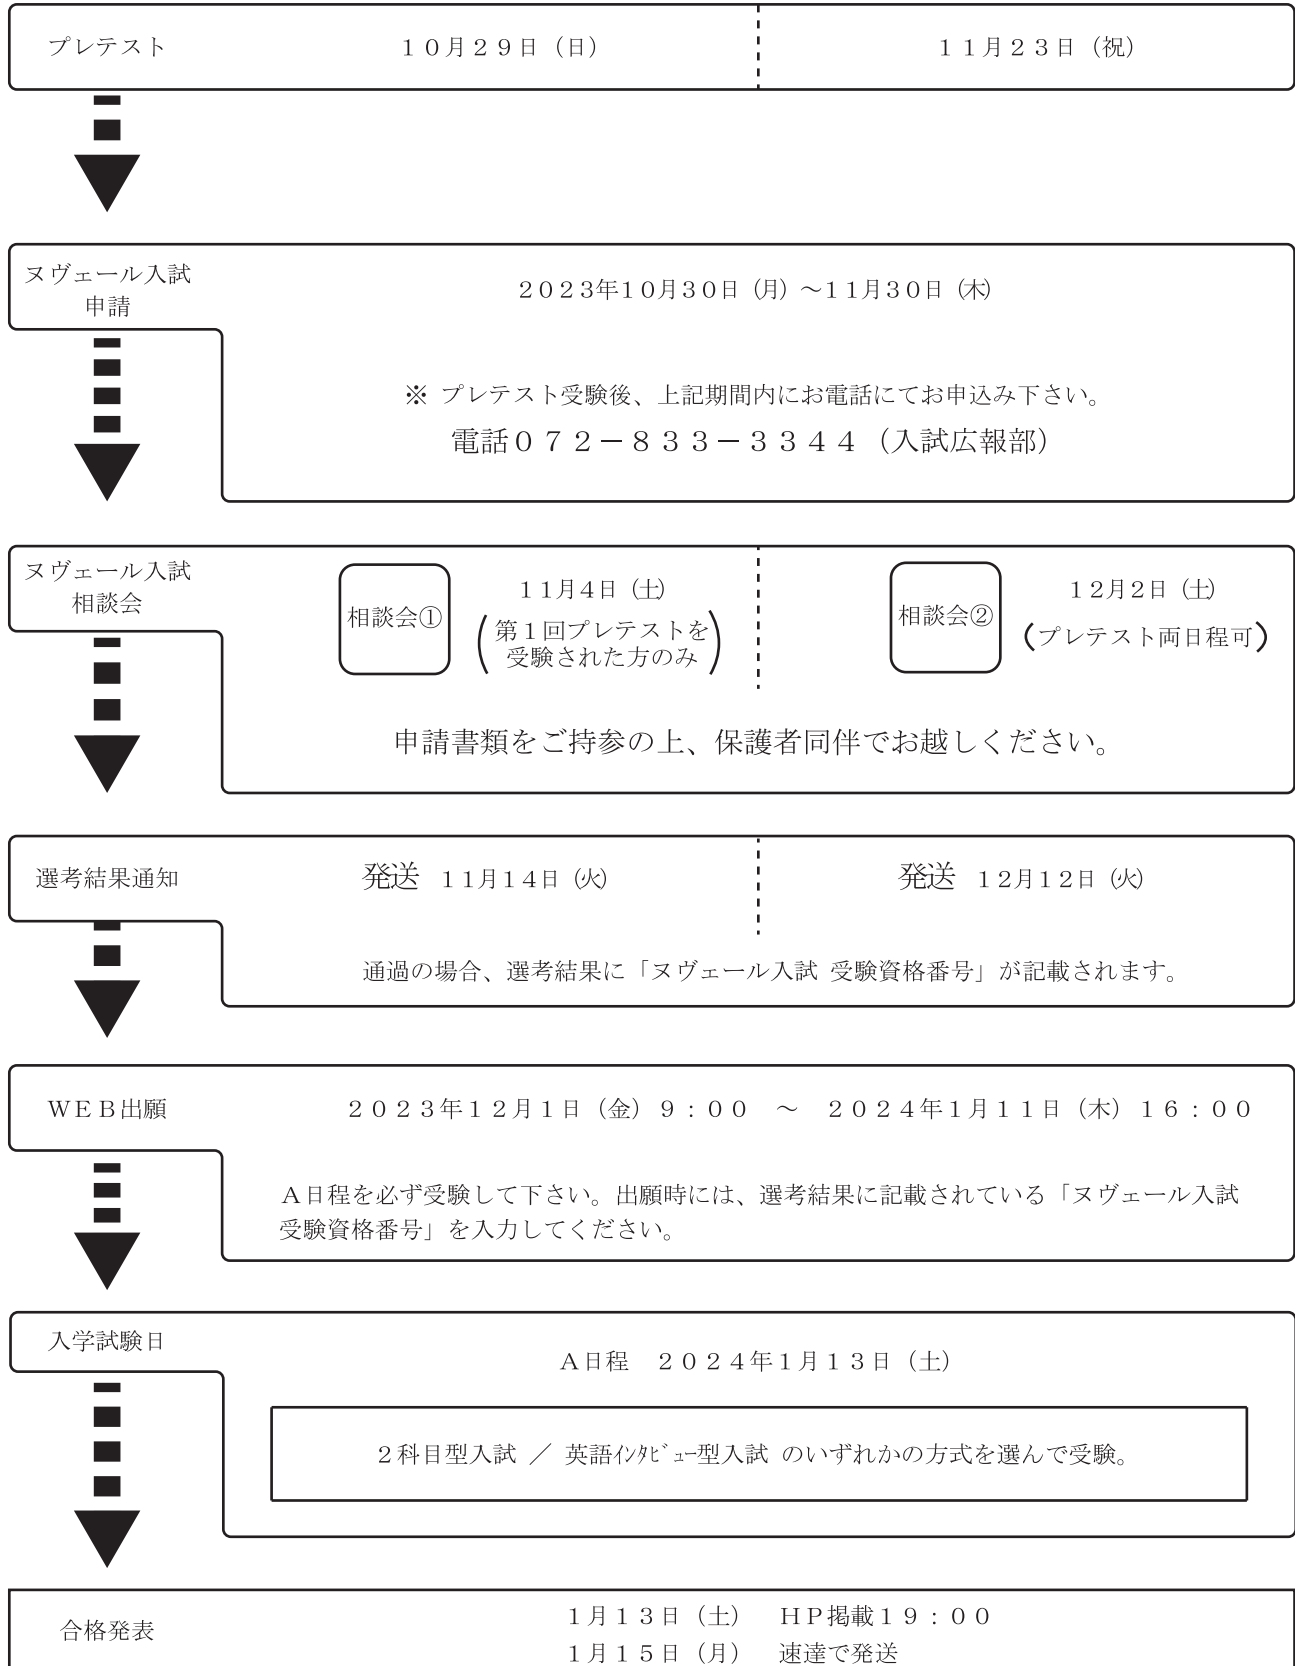 プレテスト　１０月２９日（日）　１１月２３日（祝）
ヌヴェール入試
申請
２０２３年１０月３０日（月）～１１月３０日（木）
※ プレテスト受験後、上記期間内にお電話にてお申込み下さい。
電話０７２－８３３－３３４４（入試広報部）
ヌヴェール入試
相談会
相談会①
１１月４日（土）
（第１回プレテストを
受験された方のみ）
相談会②
１２月２日（土）
（プレテスト両日程可）
申請書類をご持参の上、保護者同伴でお越しください。
選考結果通知　発送 １１月１４日（火）　発送 １２月１２日（火）
通過の場合、選考結果に「ヌヴェール入試 受験資格番号」が記載されます。
ＷＥＢ出願　２０２３年１２月１日（金）９：００ ～ ２０２４年１月１１日（木）１６：００
Ａ日程を必ず受験して下さい。出願時には、選考結果に記載されている「ヌヴェール入試
受験資格番号」を入力してください。
入学試験日
Ａ日程　２０２４年１月１３日（土）
２科目型入試 ／ 英語ｲﾝﾀﾋﾞｭｰ型入試 のいずれかの方式を選んで受験。
合格発表
１月１３日（土）　ＨＰ掲載１９：００
１月１５日（月）　速達で発送